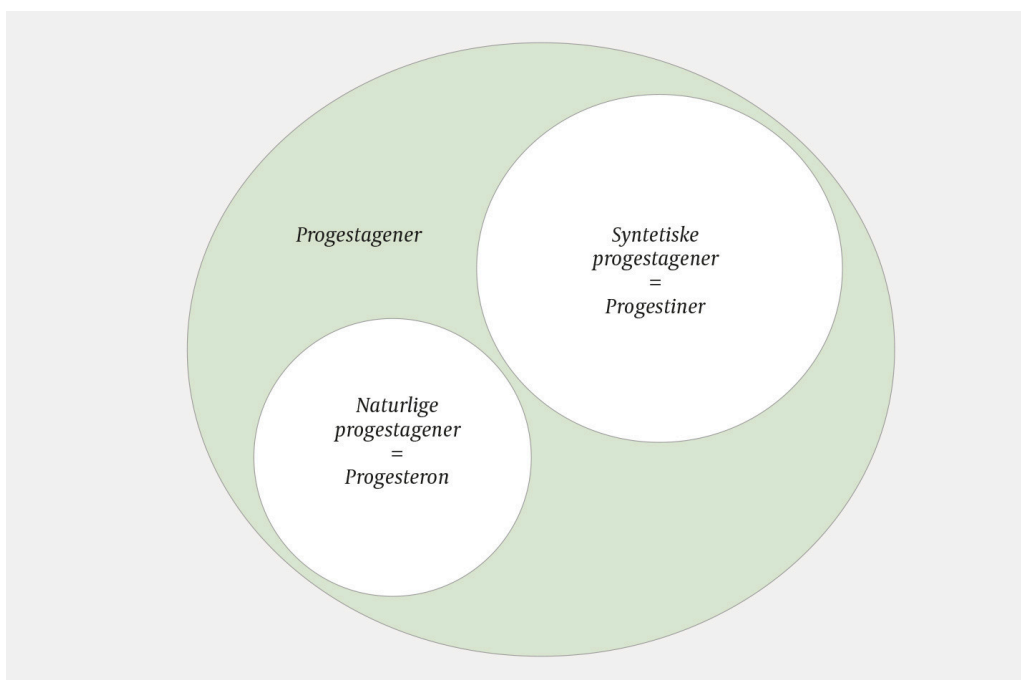 Progestagener
Syntetiske
progestagener
=
Progestiner
Naturlige
progestagener
=
Progesteron